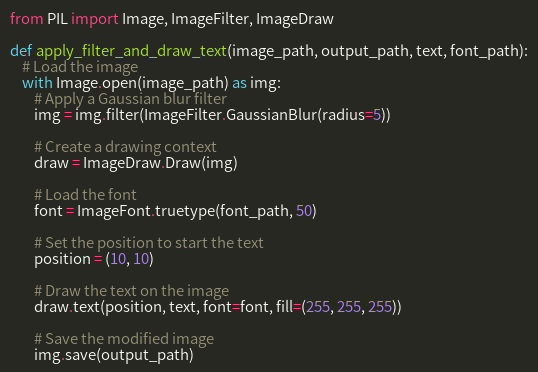 from PIL import Image, ImageFilter, ImageDraw

def apply_filter_and_draw_text(image_path, output_path, text, font_path):
    # Load the image
    with Image.open(image_path) as img:
        # Apply a Gaussian blur filter
        img = img.filter(ImageFilter.GaussianBlur(radius=5))

        # Create a drawing context
        draw = ImageDraw.Draw(img)

        # Load the font
        font = ImageFont.truetype(font_path, 50)

        # Set the position to start the text
        position = (10, 10)

        # Draw the text on the image
        draw.text(position, text, font=font, fill=(255, 255, 255))

        # Save the modified image
        img.save(output_path)